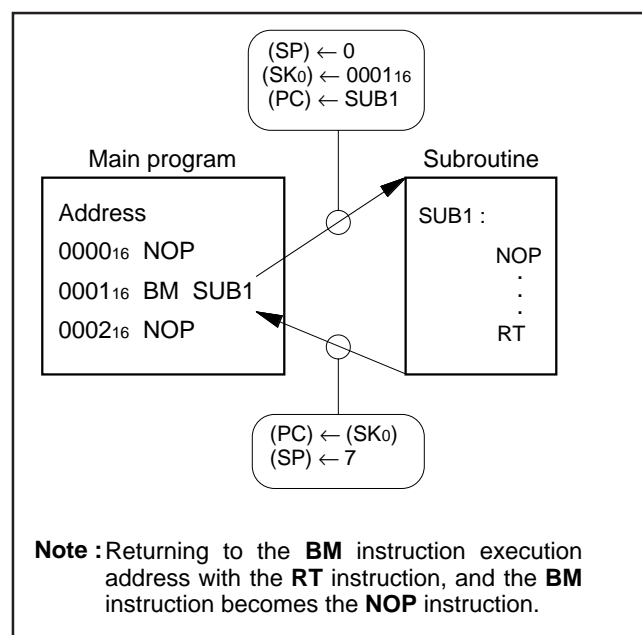 (SP) ← 0
(SK₀) ← 0001₁₆
(PC) ← SUB1
Main program
Subroutine
Address
0000₁₆ NOP
0001₁₆ BM SUB1
0002₁₆ NOP
SUB1 :
NOP
.
.
.
RT
(PC) ← (SK₀)
(SP) ← 7
Note : Returning to the BM instruction execution
address with the RT instruction, and the BM
instruction becomes the NOP instruction.